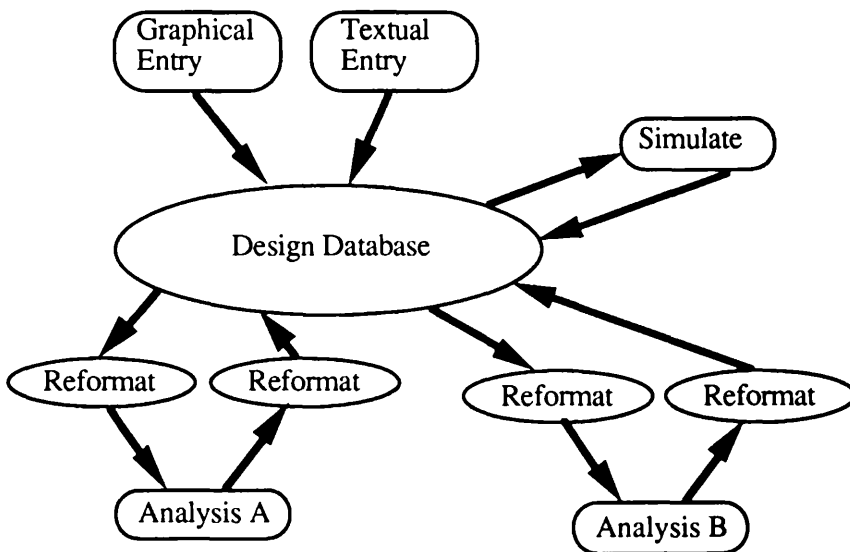 Graphical
Entry
Textual
Entry
Simulate
Design Database
Reformat
Reformat
Reformat
Reformat
Analysis A
Analysis B